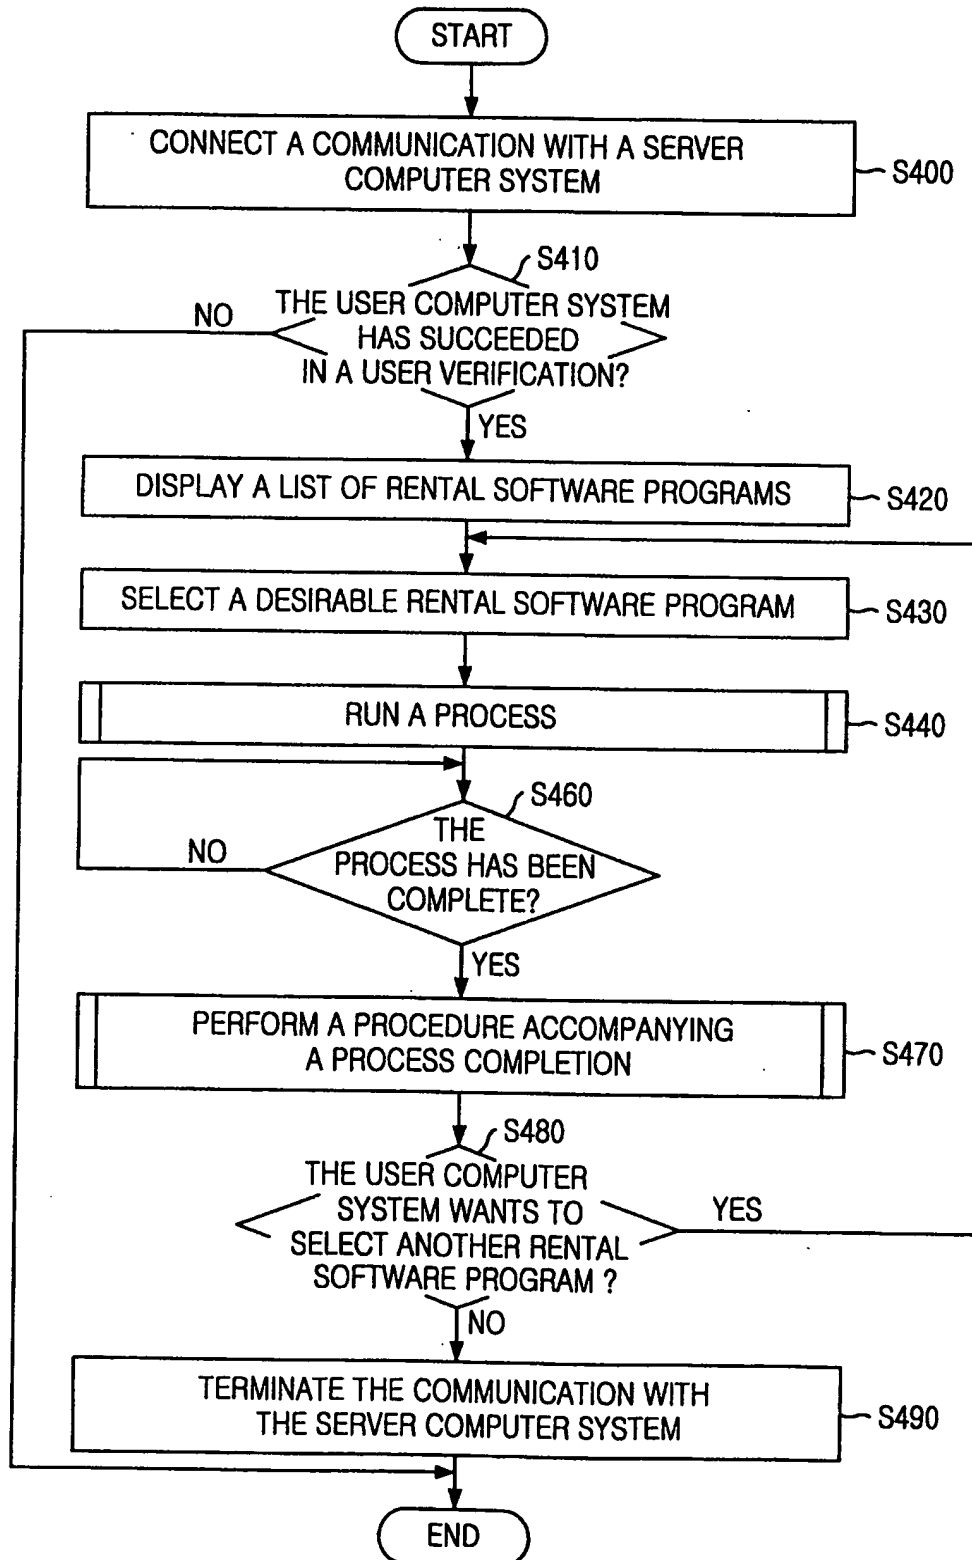 START
CONNECT A COMMUNICATION WITH A SERVER
COMPUTER SYSTEM
S400
S410
THE USER COMPUTER SYSTEM
HAS SUCCEEDED
IN A USER VERIFICATION?
NO
YES
DISPLAY A LIST OF RENTAL SOFTWARE PROGRAMS
S420
SELECT A DESIRABLE RENTAL SOFTWARE PROGRAM
S430
RUN A PROCESS
S440
S460
THE
PROCESS HAS BEEN
COMPLETE?
NO
YES
PERFORM A PROCEDURE ACCOMPANYING
A PROCESS COMPLETION
S470
S480
THE USER COMPUTER
SYSTEM WANTS TO
SELECT ANOTHER RENTAL
SOFTWARE PROGRAM ?
YES
NO
TERMINATE THE COMMUNICATION WITH
THE SERVER COMPUTER SYSTEM
S490
END